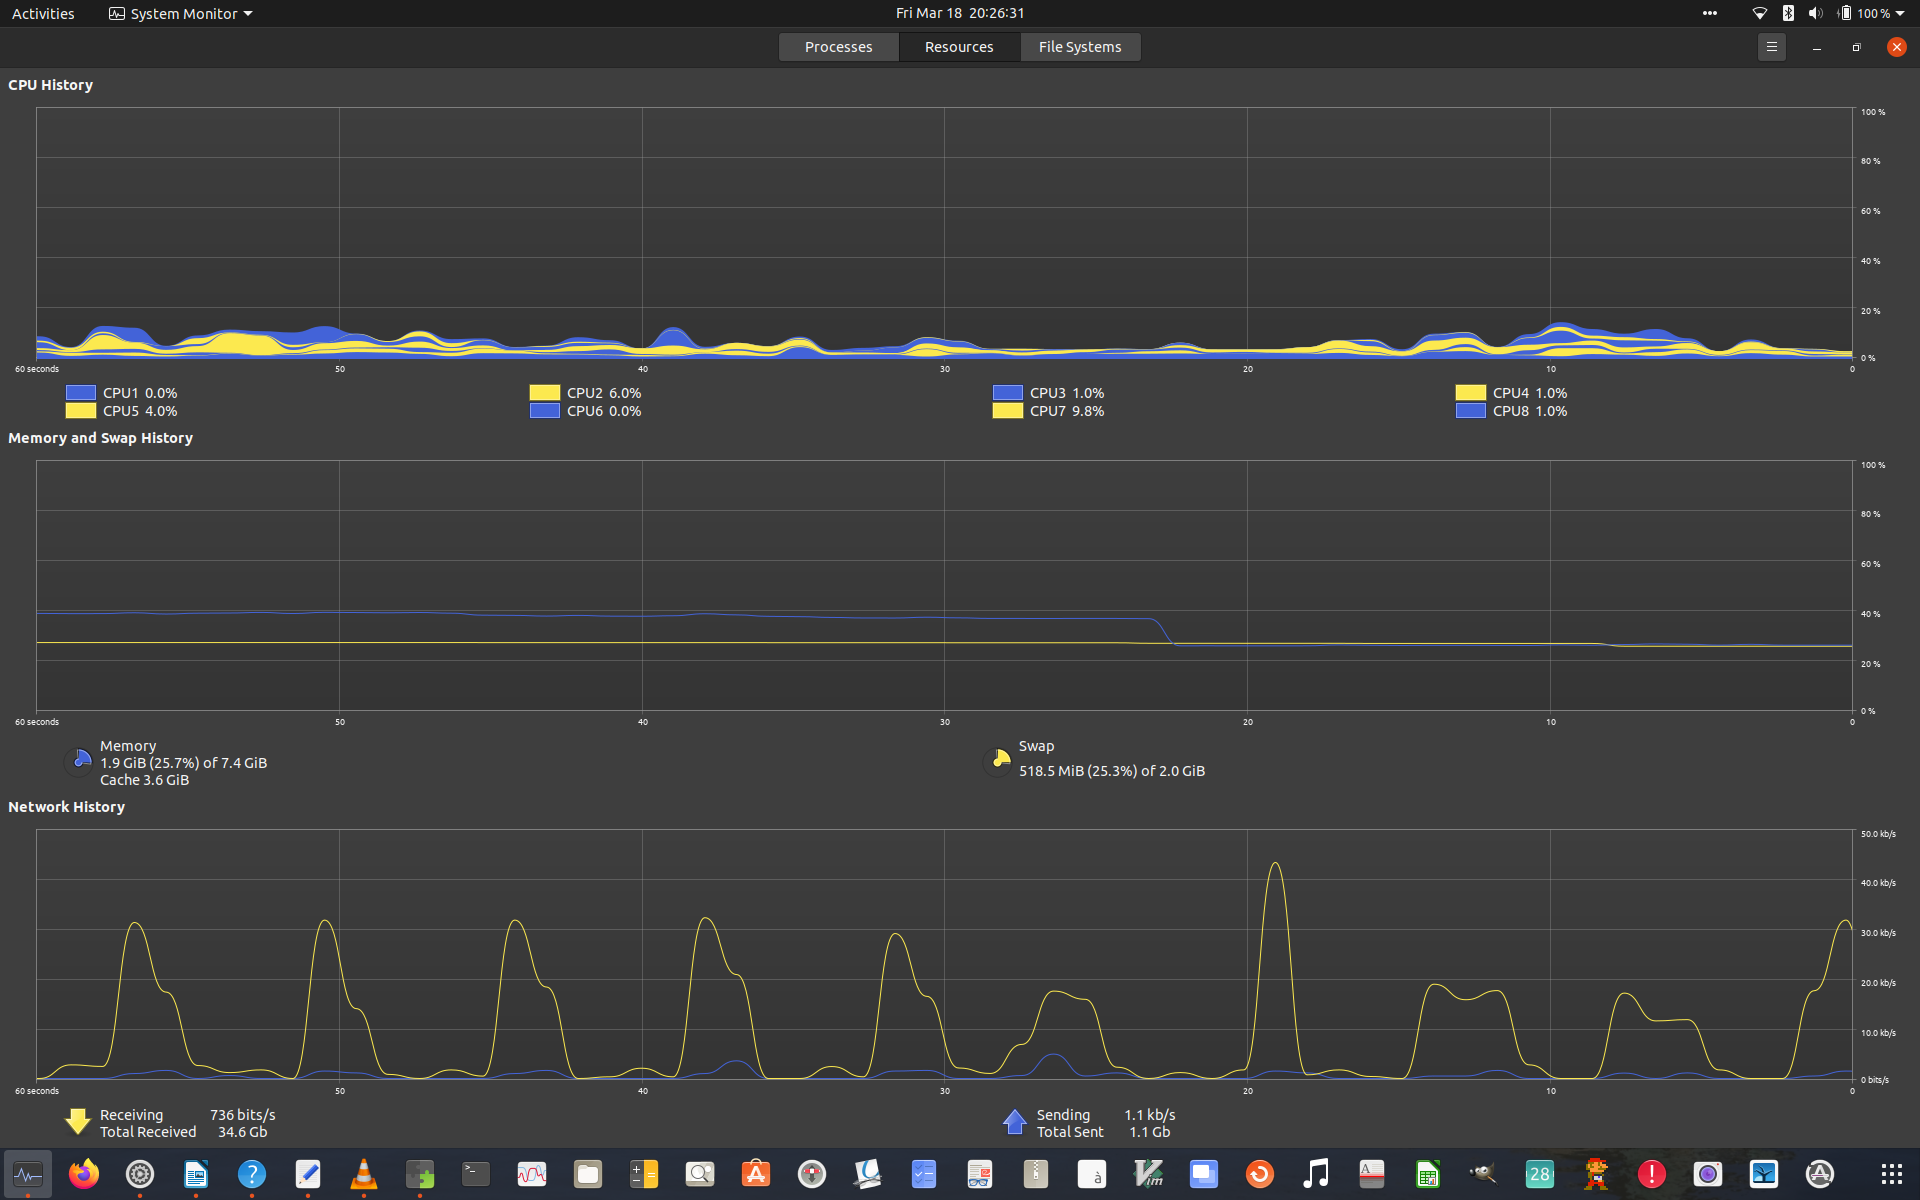 Activities System Monitor Fri Mar 18 20:26:31 100 %
Processes Resources File Systems
CPU History
100 %
80 %
60 %
40 %
20 %
0 %
60 seconds 50 40 30 20 10 0
CPU1 0.0% CPU2 6.0% CPU3 1.0% CPU4 1.0%
CPU5 4.0% CPU6 0.0% CPU7 9.8% CPU8 1.0%
Memory and Swap History
100 %
80 %
60 %
40 %
20 %
0 %
60 seconds 50 40 30 20 10 0
Memory
1.9 GiB (25.7%) of 7.4 GiB
Cache 3.6 GiB
Swap
518.5 MiB (25.3%) of 2.0 GiB
Network History
50.0 kb/s
40.0 kb/s
30.0 kb/s
20.0 kb/s
10.0 kb/s
0 bits/s
60 seconds 50 40 30 20 10 0
Receiving 736 bits/s
Total Received 34.6 Gb
Sending 1.1 kb/s
Total Sent 1.1 Gb
? >_ A à Vim A 28 !